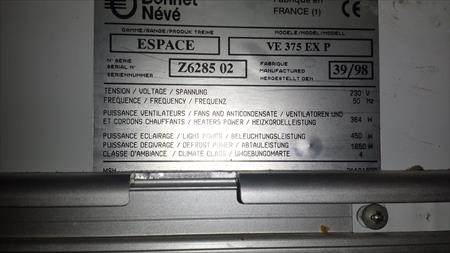 Bonnet
Névé
Fabriqué en
FRANCE (1)
CE
GAMME/RANGE/PRODUKT REIHE
MODELE/MODEL/MODELL
ESPACE
VE 375 EX P
N° SERIE
SERIAL N°
SERIENNUMMER
Z6285 02
FABRIQUE
MANUFACTURED
HERGESTELLT DEN
39/98
TENSION / VOLTAGE / SPANNUNG 230 V
FREQUENCE / FREQUENCY / FREQUENZ 50 Hz
PUISSANCE VENTILATEURS / FANS AND ANTICONDENSATE / VENTILATOREN UND
ET CORDONS CHAUFFANTS / HEATERS POWER / HEIZKORDELLEISTUNG 364 W
PUISSANCE ECLAIRAGE / LIGHT POWER / BELEUCHTUNGSLEISTUNG 450 W
PUISSANCE DEGIVRAGE / DEFROST POWER / ABTAULEISTUNG
CLASSE D'AMBIANCE / CLIMATE CLASS / UMGEBUNGSMARTE 4